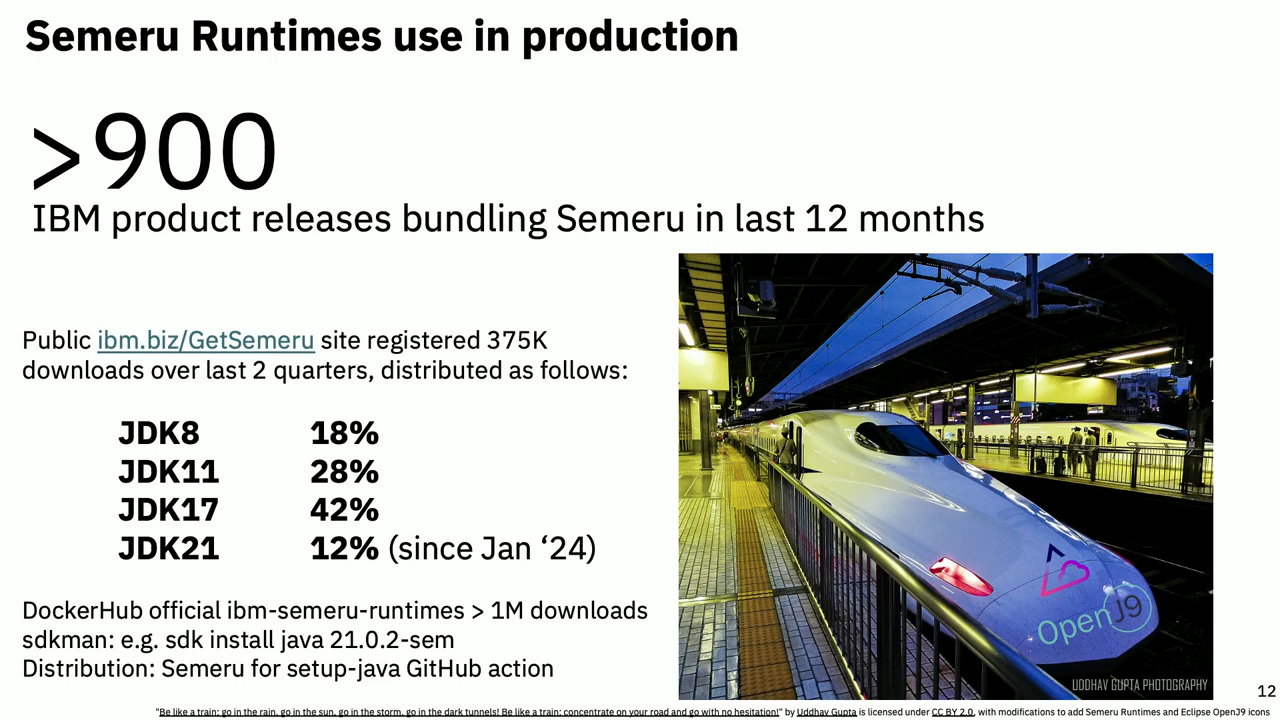 Semeru Runtimes use in production
>900
IBM product releases bundling Semeru in last 12 months
Public ibm.biz/GetSemeru site registered 375K
downloads over last 2 quarters, distributed as follows:
JDK8 18%
JDK11 28%
JDK17 42%
JDK21 12% (since Jan ‘24)
DockerHub official ibm-semeru-runtimes > 1M downloads
sdkman: e.g. sdk install java 21.0.2-sem
Distribution: Semeru for setup-java GitHub action
OpenJ9
UDDHAV GUPTA PHOTOGRAPHY
12
"Be like a train; go in the rain, go in the sun, go in the storm, go in the dark tunnels! Be like a train; concentrate on your road and go with no hesitation!" by Uddhav Gupta is licensed under CC BY 2.0, with modifications to add Semeru Runtimes and Eclipse OpenJ9 icons